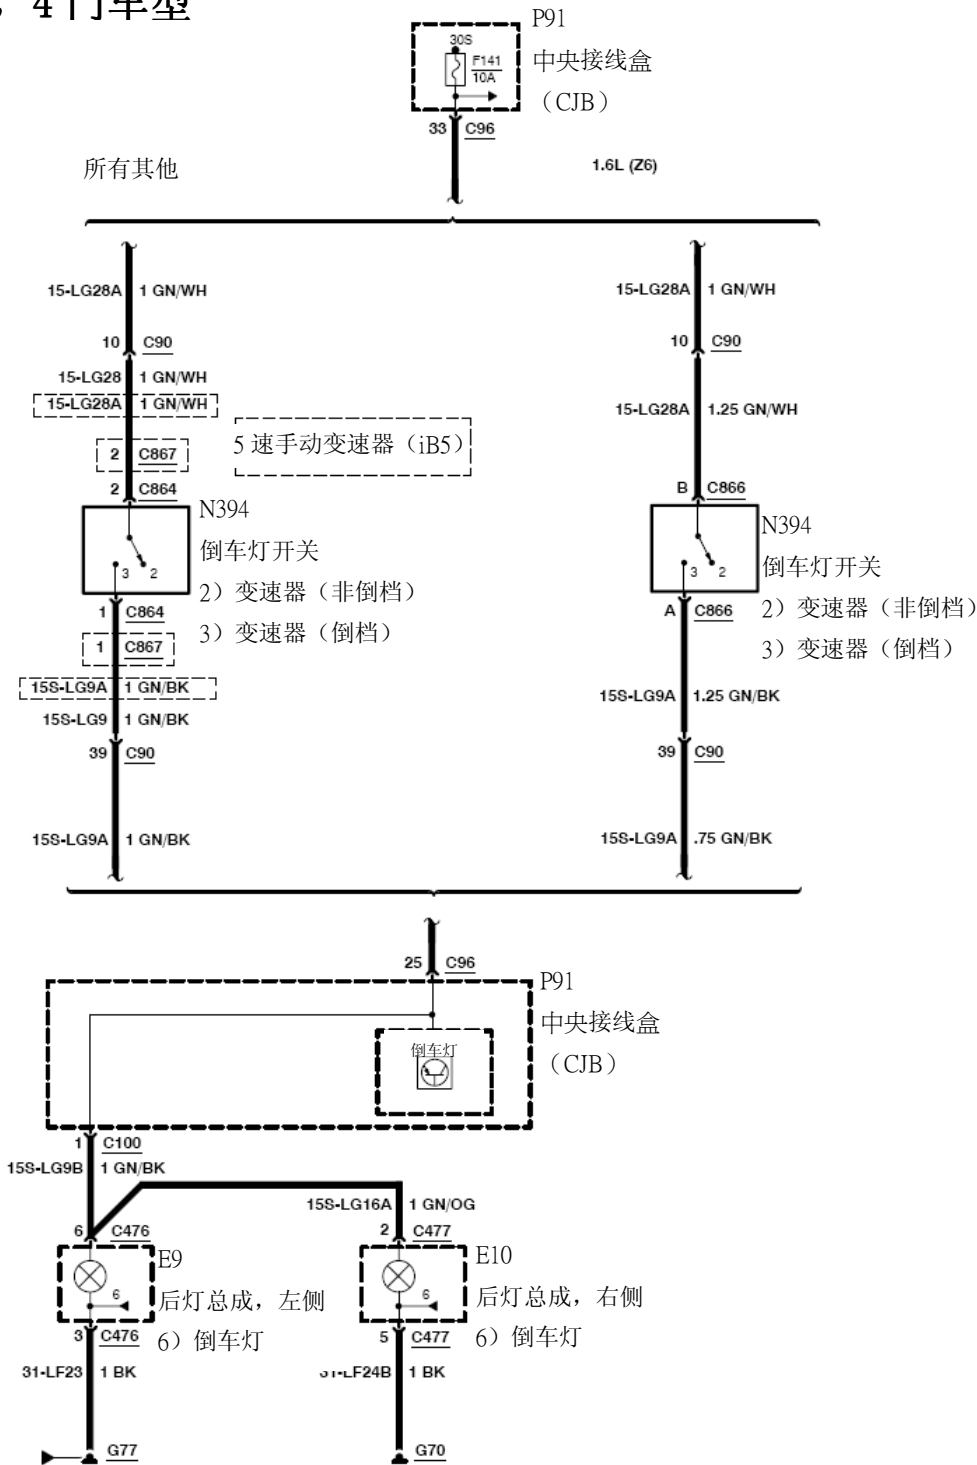 4 门车型
P91
中央接线盒
（CJB）
30S
F141
10A
33 C96
所有其他
1.6L (Z6)
15-LG28A 1 GN/WH
15-LG28A 1 GN/WH
10 C90
10 C90
15-LG28 1 GN/WH
15-LG28A 1 GN/WH
15-LG28A 1.25 GN/WH
5 速手动变速器（iB5）
2 C867
2 C864
B C866
N394
倒车灯开关
2）变速器（非倒档）
3）变速器（倒档）
3 2
N394
倒车灯开关
2）变速器（非倒档）
3）变速器（倒档）
3 2
1 C864
A C866
1 C867
15S-LG9A 1 GN/BK
15S-LG9A 1.25 GN/BK
15S-LG9 1 GN/BK
39 C90
39 C90
15S-LG9A 1 GN/BK
15S-LG9A .75 GN/BK
25 C96
P91
中央接线盒
（CJB）
倒车灯
1 C100
15S-LG9B 1 GN/BK
15S-LG16A 1 GN/OG
6 C476
2 C477
E9
后灯总成，左侧
6）倒车灯
6
E10
后灯总成，右侧
6）倒车灯
6
3 C476
5 C477
31-LF23 1 BK
31-LF24B 1 BK
G77
G70